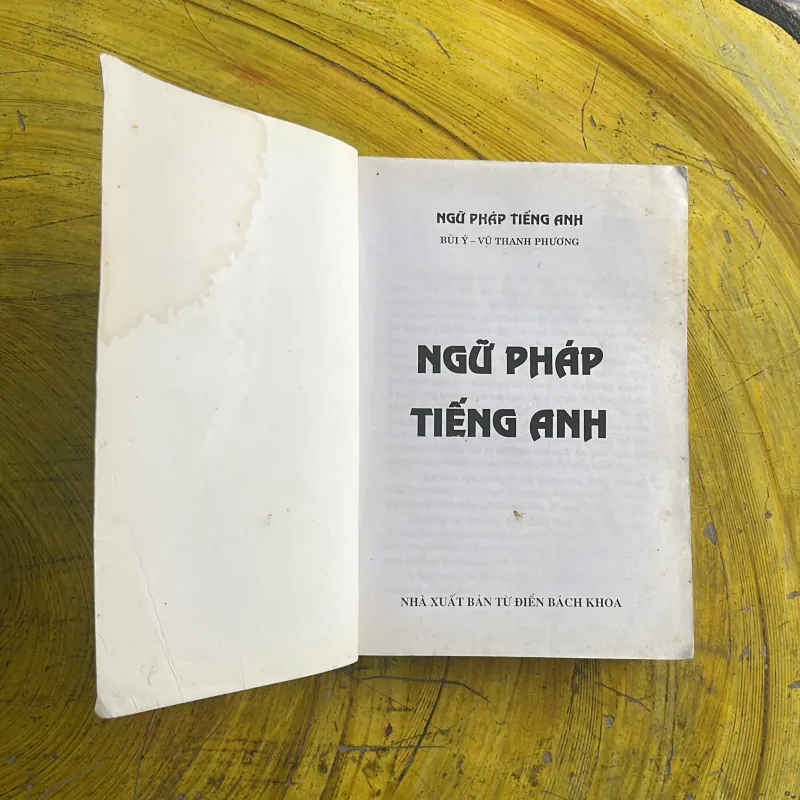 NGỮ PHÁP TIẾNG ANH
BÙI Ý – VŨ THANH PHƯƠNG
NGỮ PHÁP
TIẾNG ANH
NHÀ XUẤT BẢN TỪ ĐIỂN BÁCH KHOA